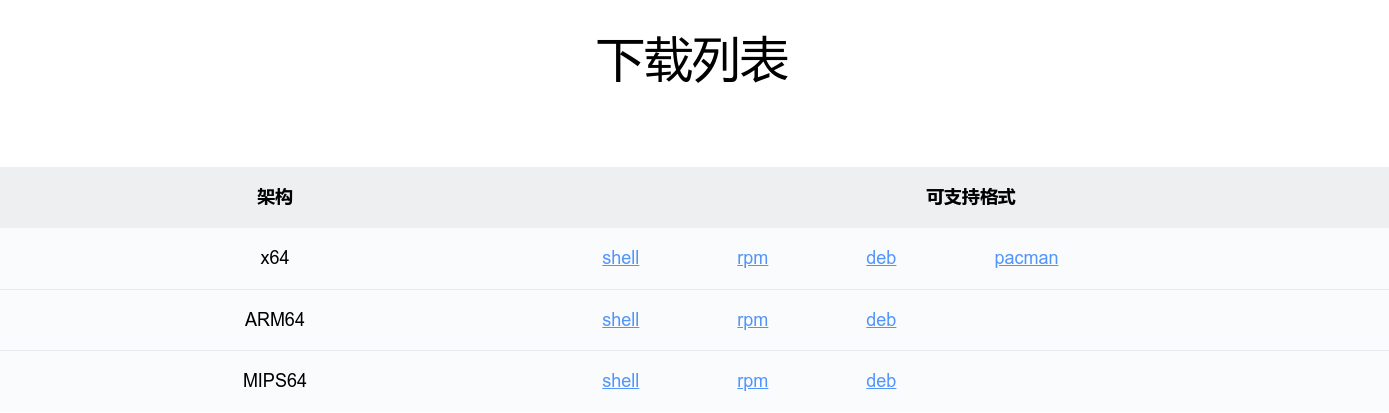 下载列表
架构 可支持格式
x64 shell rpm deb pacman
ARM64 shell rpm deb
MIPS64 shell rpm deb